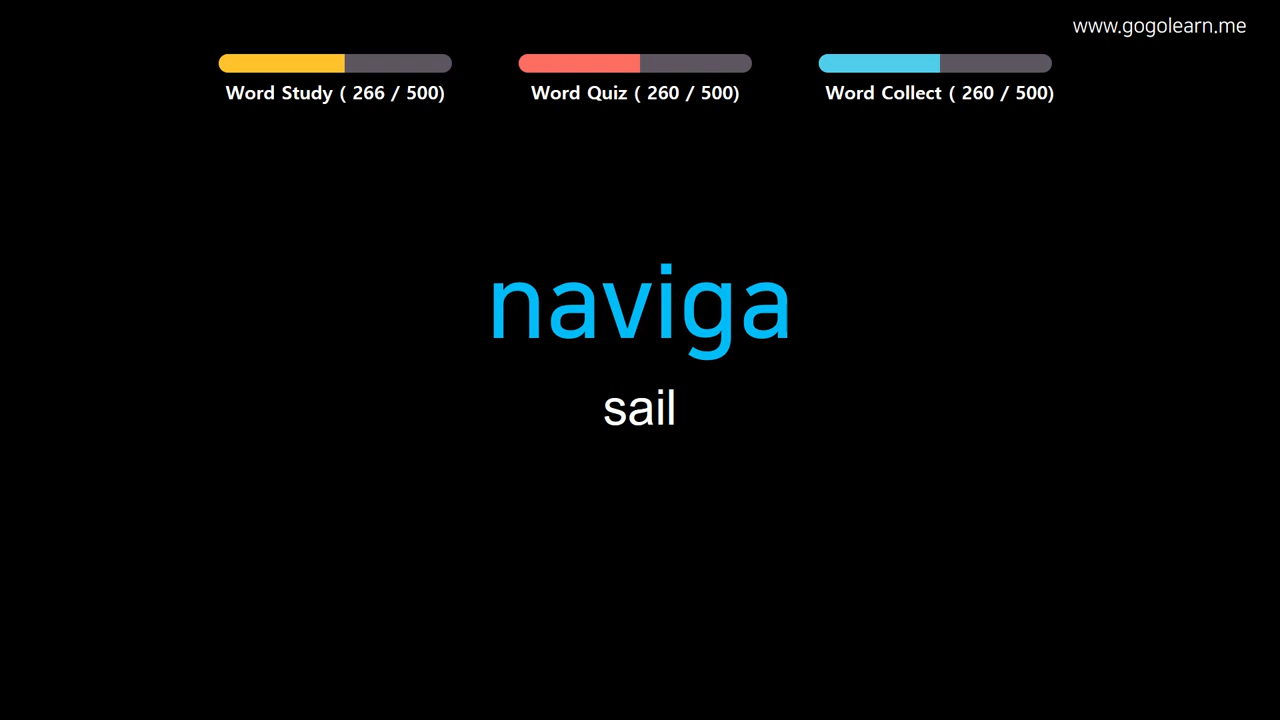 www.gogolearn.me
Word Study ( 266 / 500)
Word Quiz ( 260 / 500)
Word Collect ( 260 / 500)
naviga
sail